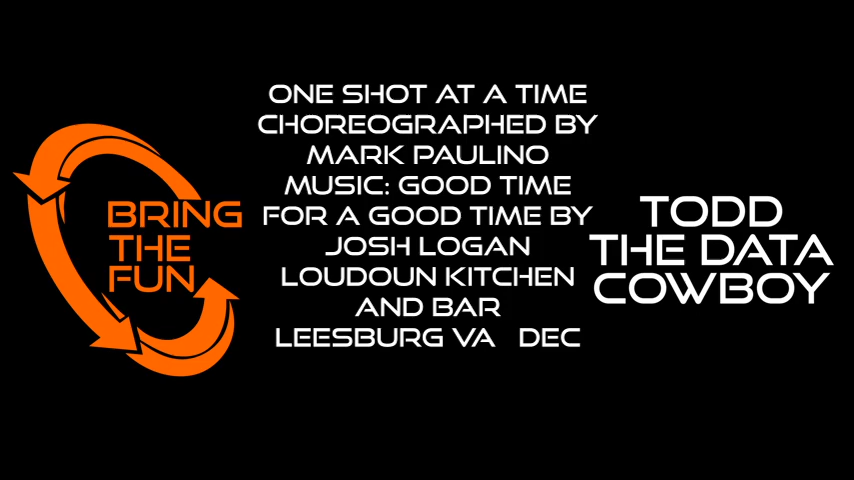 BRING
THE
FUN
ONE SHOT AT A TIME
CHOREOGRAPHED BY
MARK PAULINO
MUSIC: GOOD TIME
FOR A GOOD TIME BY
JOSH LOGAN
LOUDOUN KITCHEN
AND BAR
LEESBURG VA DEC
TODD
THE DATA
COWBOY